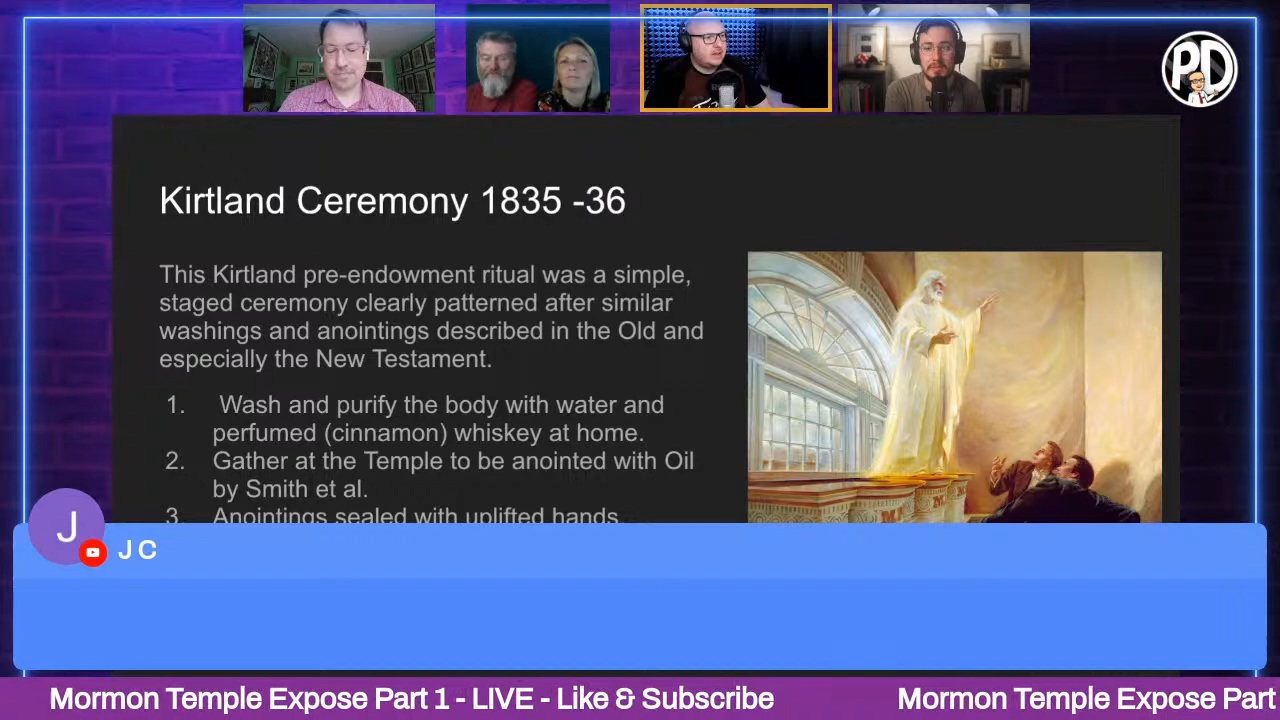 PD
Kirtland Ceremony 1835 -36
This Kirtland pre-endowment ritual was a simple,
staged ceremony clearly patterned after similar
washings and anointings described in the Old and
especially the New Testament.
1. Wash and purify the body with water and
perfumed (cinnamon) whiskey at home.
2. Gather at the Temple to be anointed with Oil
by Smith et al.
3. Anointings sealed with uplifted hands.
J
J C
Mormon Temple Expose Part 1 - LIVE - Like & Subscribe Mormon Temple Expose Part